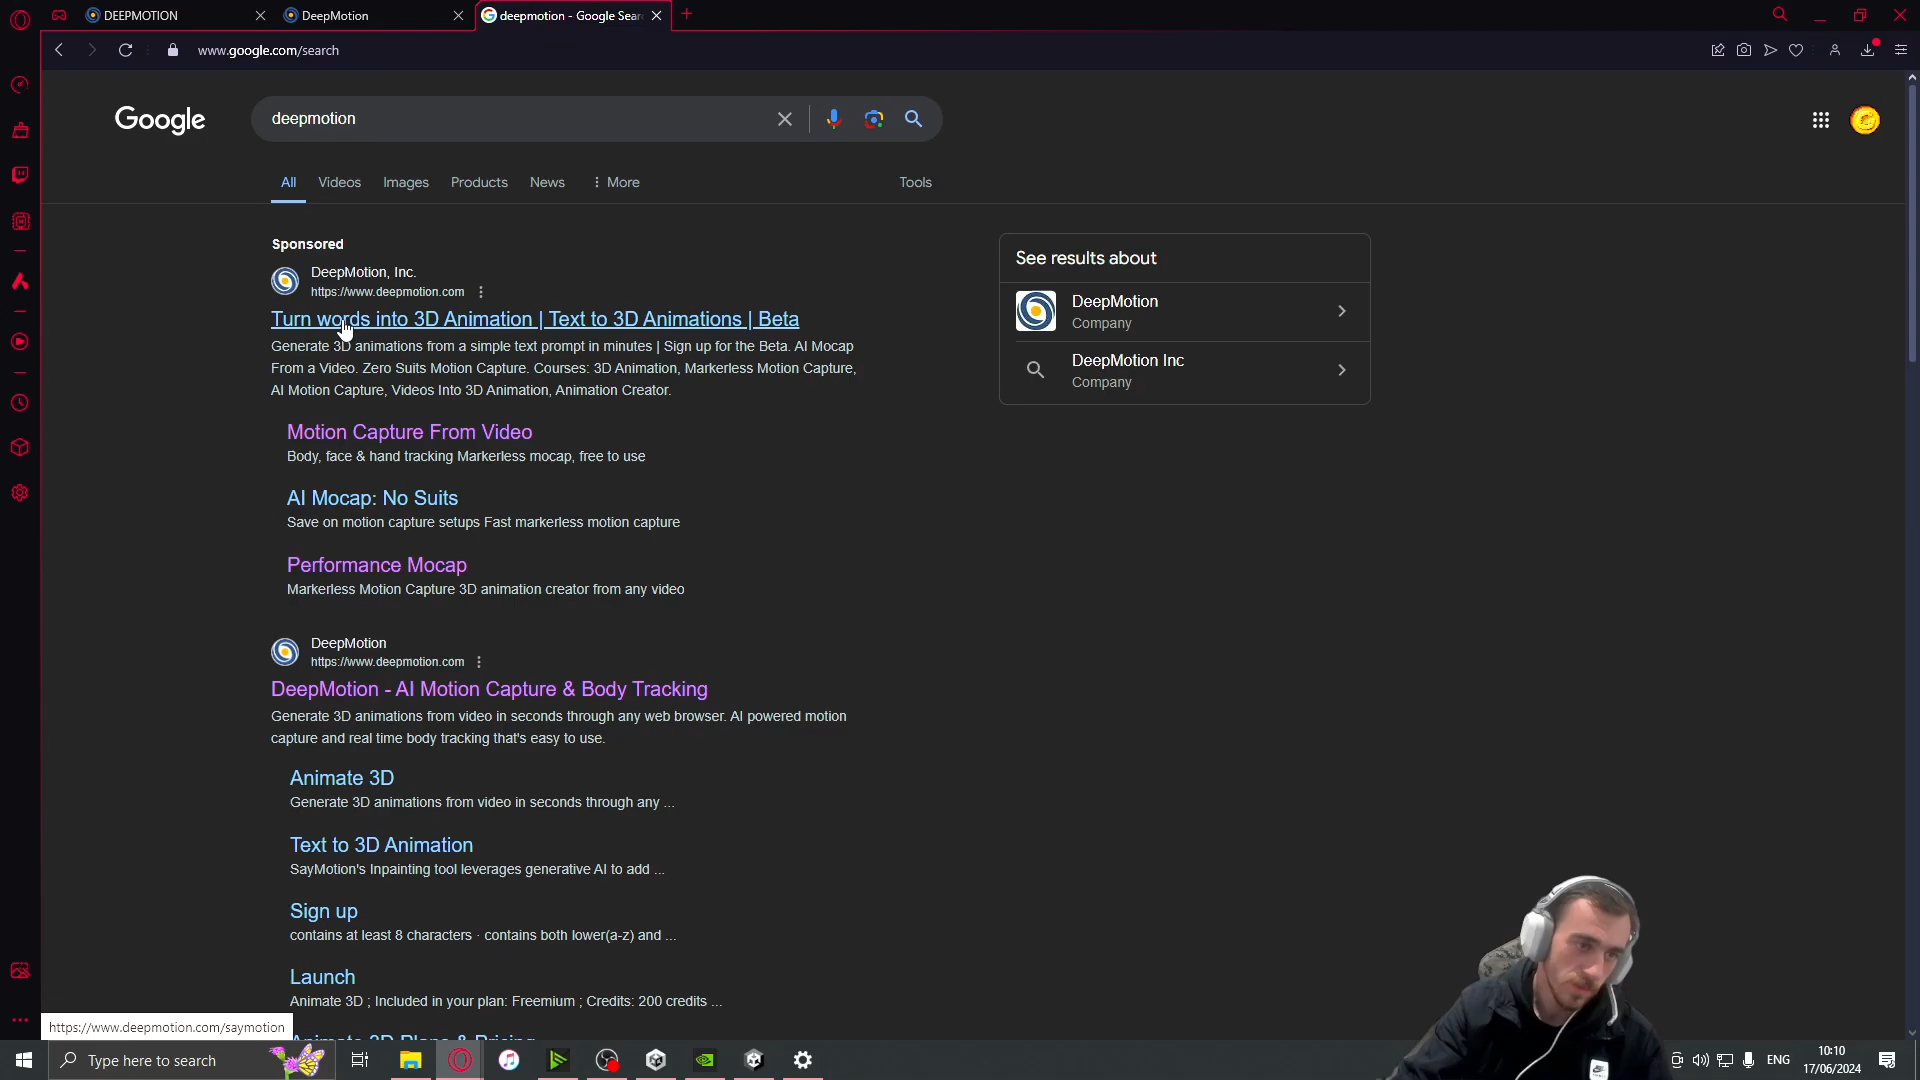 DEEPMOTION
DeepMotion
deepmotion - Google Sear
www.google.com/search
Google
deepmotion
All
Videos
Images
Products
News
More
Tools
Sponsored
DeepMotion, Inc.
https://www.deepmotion.com
Turn words into 3D Animation | Text to 3D Animations | Beta
Generate 3D animations from a simple text prompt in minutes | Sign up for the Beta. AI Mocap
From a Video. Zero Suits Motion Capture. Courses: 3D Animation, Markerless Motion Capture,
AI Motion Capture, Videos Into 3D Animation, Animation Creator.
Motion Capture From Video
Body, face & hand tracking Markerless mocap, free to use
AI Mocap: No Suits
Save on motion capture setups Fast markerless motion capture
Performance Mocap
Markerless Motion Capture 3D animation creator from any video
See results about
DeepMotion
Company
DeepMotion Inc
Company
DeepMotion
https://www.deepmotion.com
DeepMotion - AI Motion Capture & Body Tracking
Generate 3D animations from video in seconds through any web browser. AI powered motion
capture and real time body tracking that's easy to use.
Animate 3D
Generate 3D animations from video in seconds through any ...
Text to 3D Animation
SayMotion's Inpainting tool leverages generative AI to add ...
Sign up
contains at least 8 characters · contains both lower(a-z) and ...
Launch
Animate 3D ; Included in your plan: Freemium ; Credits: 200 credits ...
Animate 3D Plans & Pricing
https://www.deepmotion.com/saymotion
Type here to search
ENG
10:10
17/06/2024